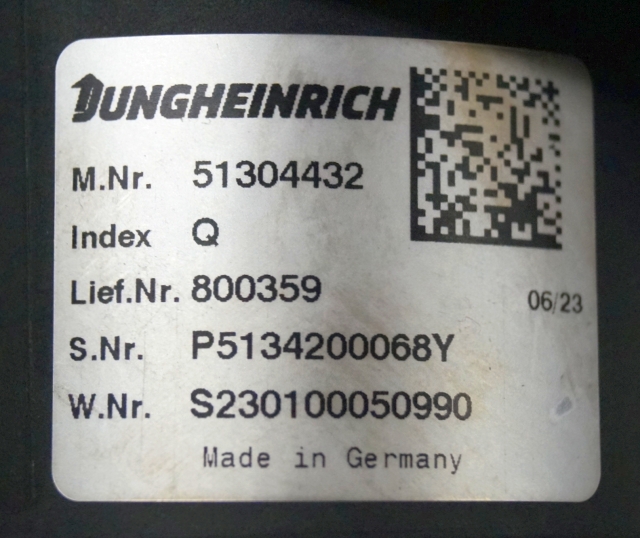 JUNGHEINRICH
M.Nr. 51304432
Index Q
Lief.Nr. 800359
06/23
S.Nr. P5134200068Y
W.Nr. S230100050990
Made in Germany